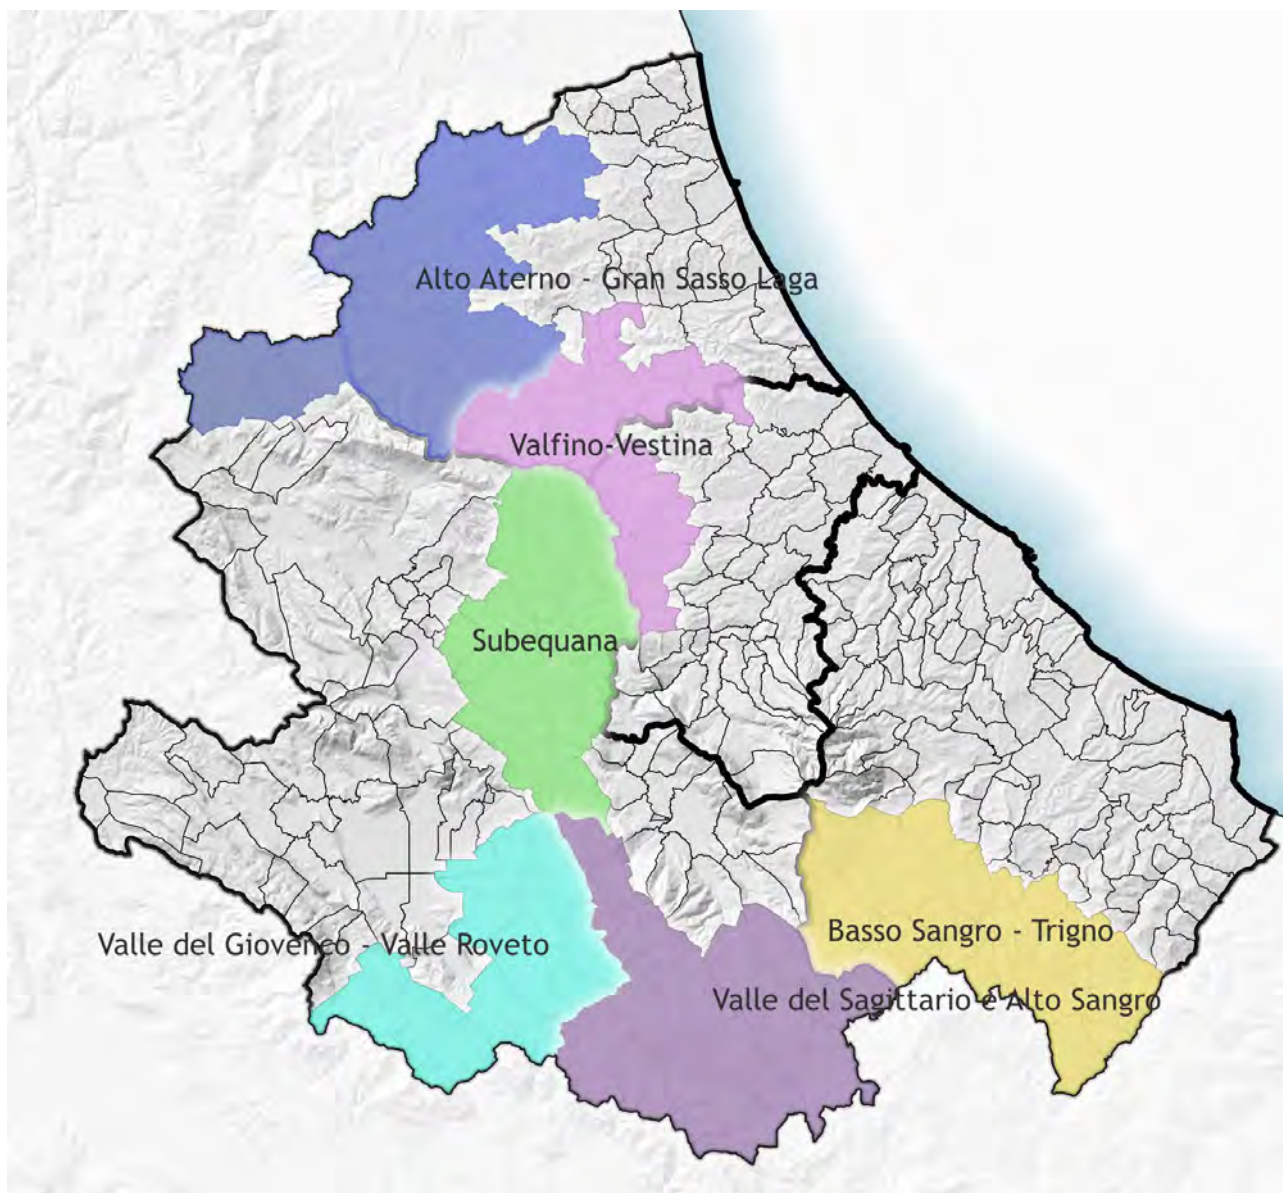 Alto Aterno - Gran Sasso Laga
Valfino-Vestina
Subequana
Basso Sangro - Trigno
Valle del Giovenco - Valle Roveto
Valle del Sagittario e Alto Sangro